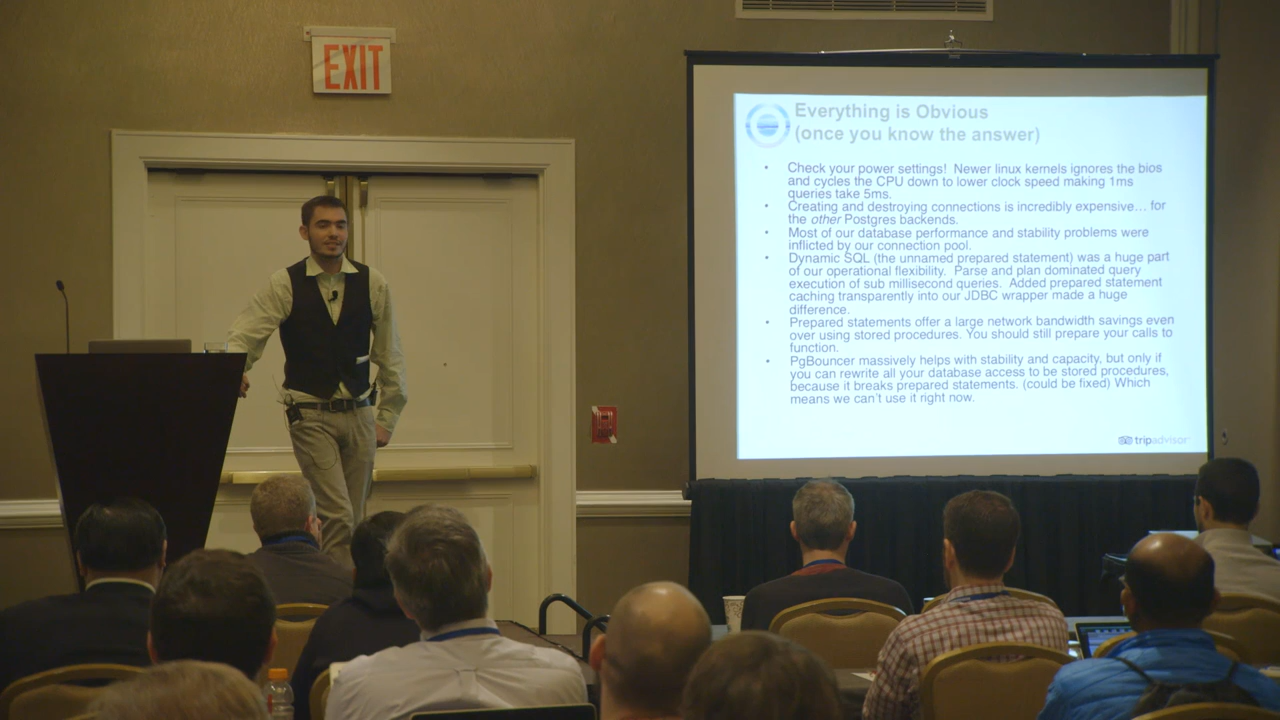 EXIT
Everything is Obvious
(once you know the answer)
• Check your power settings! Newer linux kernels ignores the bios
and cycles the CPU down to lower clock speed making 1ms
queries take 5ms.
• Creating and destroying connections is incredibly expensive… for
the other Postgres backends.
• Most of our database performance and stability problems were
inflicted by our connection pool.
• Dynamic SQL (the unnamed prepared statement) was a huge part
of our operational flexibility. Parse and plan dominated query
execution of sub millisecond queries. Added prepared statement
caching transparently into our JDBC wrapper made a huge
difference.
• Prepared statements offer a large network bandwidth savings even
over using stored procedures. You should still prepare your calls to
function.
• PgBouncer massively helps with stability and capacity, but only if
you can rewrite all your database access to be stored procedures,
because it breaks prepared statements. (could be fixed) Which
means we can't use it right now.
tripadvisor